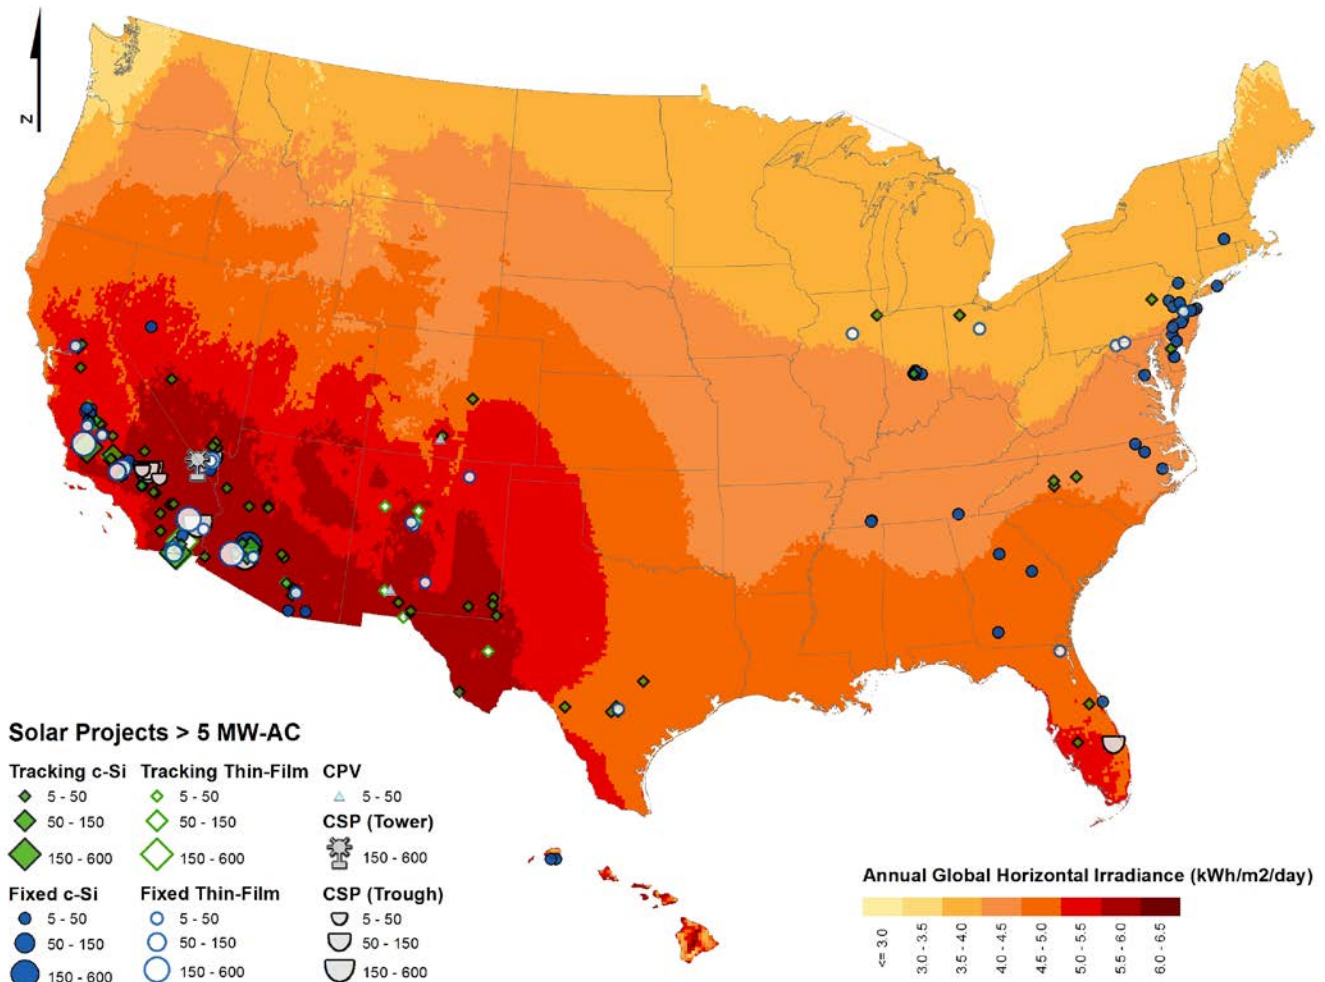 N
Solar Projects > 5 MW-AC
Tracking c-Si Tracking Thin-Film CPV
5 - 50 5 - 50 5 - 50
50 - 150 50 - 150 CSP (Tower)
150 - 600 150 - 600 150 - 600
Fixed c-Si Fixed Thin-Film CSP (Trough)
5 - 50 5 - 50 5 - 50
50 - 150 50 - 150 50 - 150
150 - 600 150 - 600 150 - 600
Annual Global Horizontal Irradiance (kWh/m2/day)
<= 3.0 3.0 - 3.5 3.5 - 4.0 4.0 - 4.5 4.5 - 5.0 5.0 - 5.5 5.5 - 6.0 6.0 - 6.5